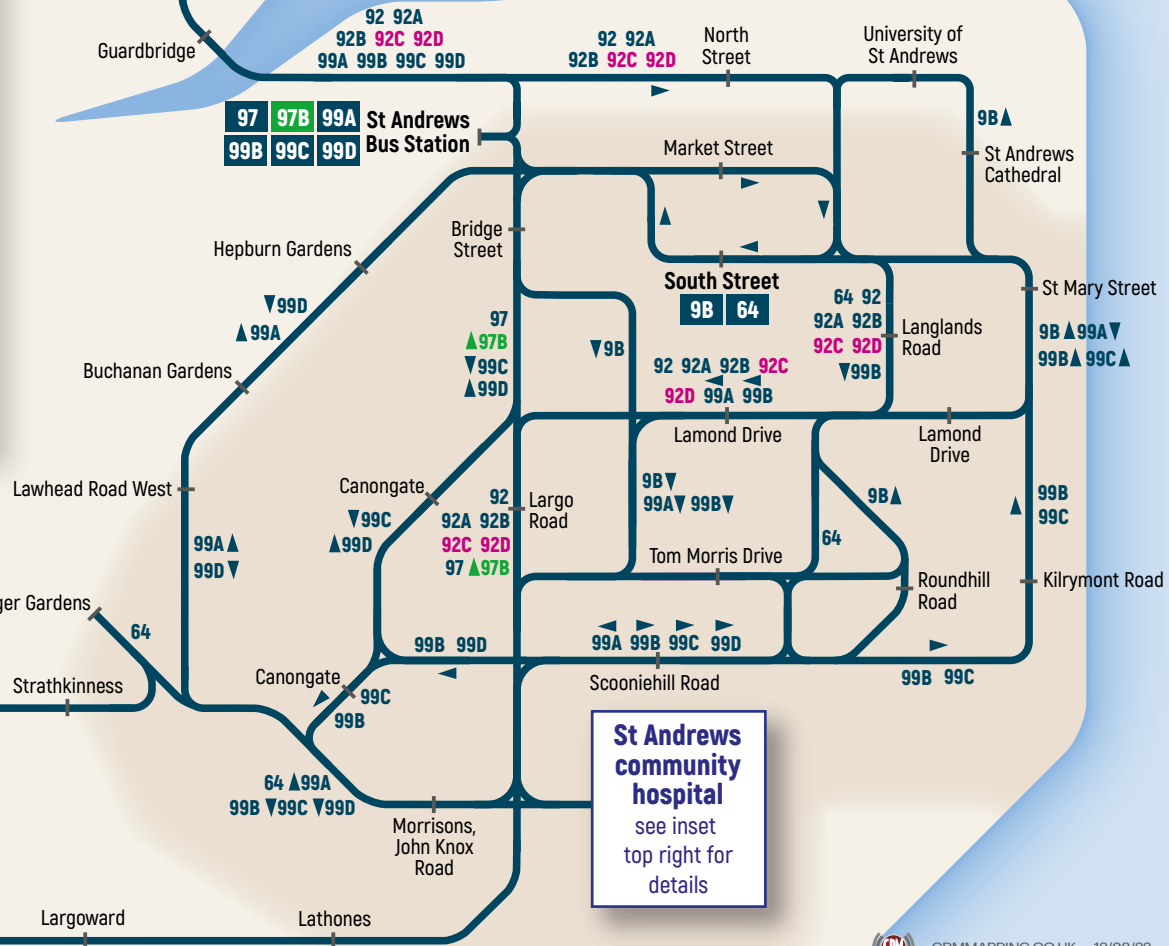 92 92A
92B 92C 92D
99A 99B 99C 99D
Guardbridge
92 92A
92B 92C 92D
North
Street
University of
St Andrews
97 97B 99A
99B 99C 99D
St Andrews
Bus Station
9B
St Andrews
Cathedral
Market Street
Bridge
Street
Hepburn Gardens
South Street
9B 64
St Mary Street
99D
99A
64 92
92A 92B
92C 92D
99B
Langlands
Road
9B 99A
99B 99C
97
97B
99C
99D
9B
Buchanan Gardens
92 92A 92B 92C
92D 99A 99B
Lamond Drive
Lamond
Drive
Lawhead Road West
Canongate
92
92A 92B
92C 92D
97 97B
Largo
Road
9B
99A 99B
9B
99B
99C
99C
99D
64
99A
99D
Tom Morris Drive
Roundhill
Road
Kilrymont Road
ger Gardens
64
99B 99D
99A 99B 99C 99D
Strathkinness
Canongate
99C
99B
Scooniehill Road
99B 99C
St Andrews
community
hospital
see inset
top right for
details
64 99A
99B 99C 99D
Morrisons,
John Knox
Road
Largoward
Lathones